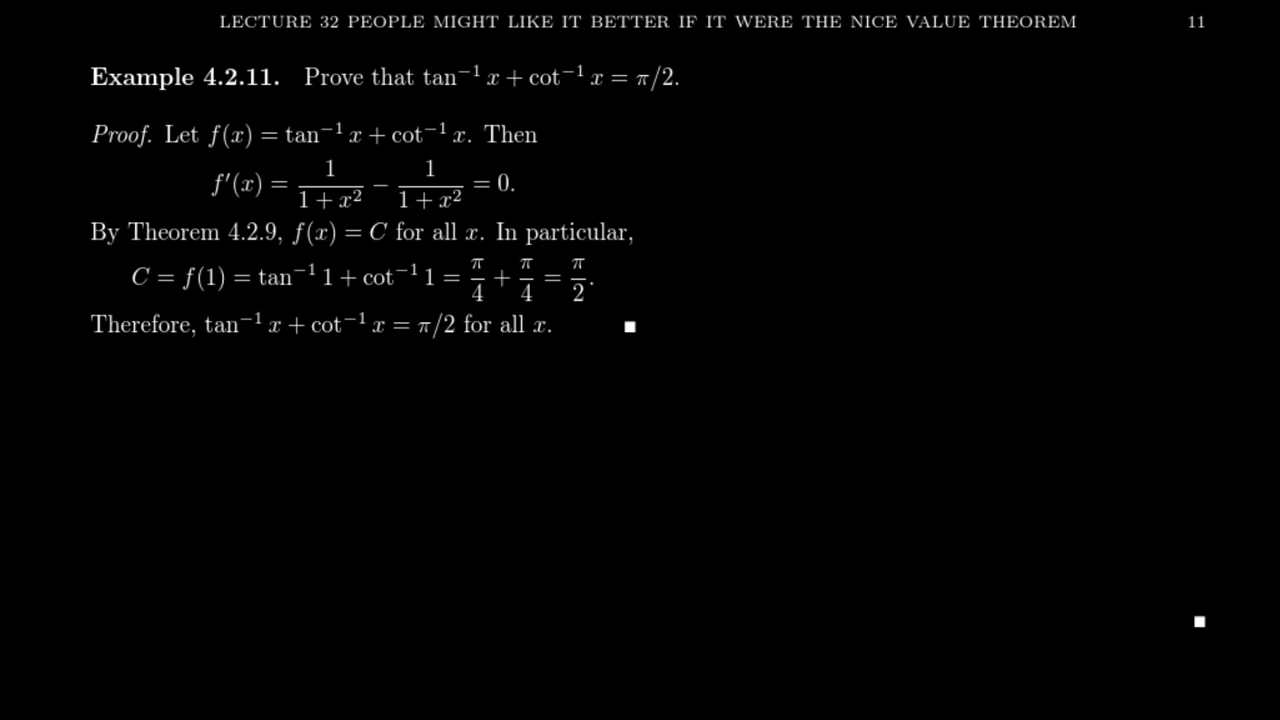 LECTURE 32 PEOPLE MIGHT LIKE IT BETTER IF IT WERE THE NICE VALUE THEOREM 11
Example 4.2.11. Prove that tan⁻¹ x + cot⁻¹ x = π/2.
Proof. Let f(x) = tan⁻¹ x + cot⁻¹ x. Then
f′(x) = 1/(1 + x²) − 1/(1 + x²) = 0.
By Theorem 4.2.9, f(x) = C for all x. In particular,
C = f(1) = tan⁻¹ 1 + cot⁻¹ 1 = π/4 + π/4 = π/2.
Therefore, tan⁻¹ x + cot⁻¹ x = π/2 for all x. ■
■